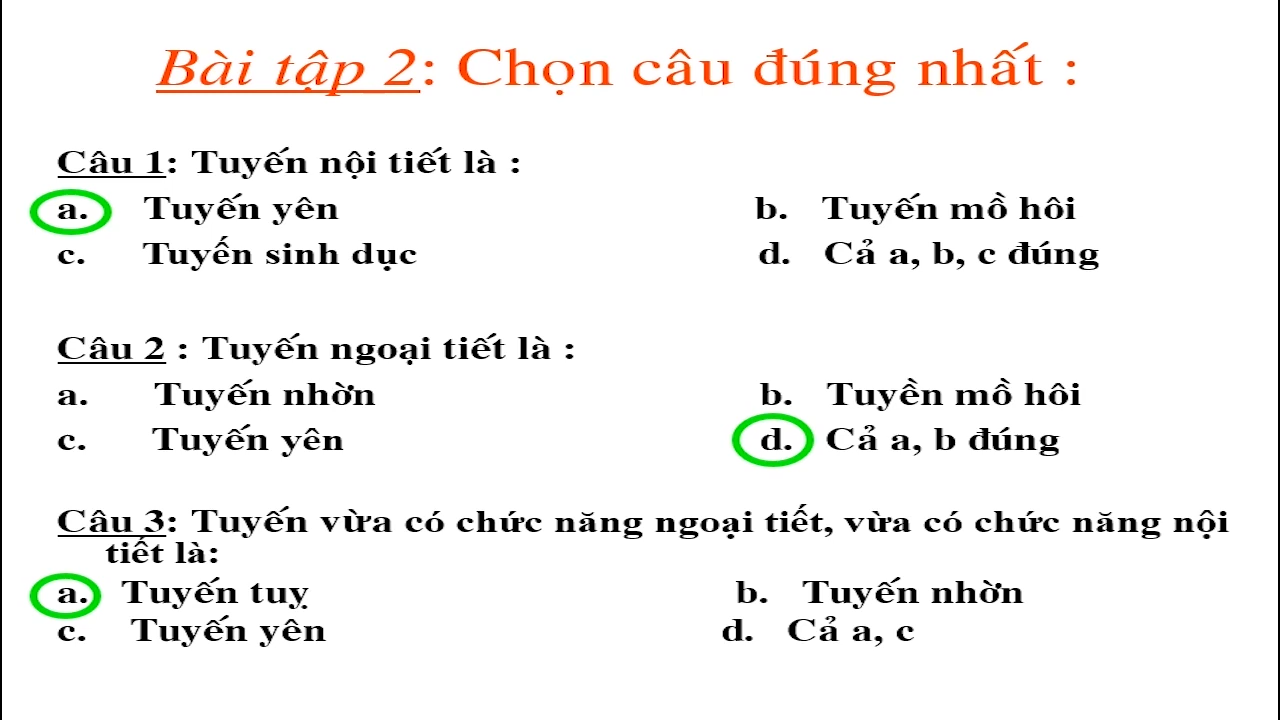 Bài tập 2: Chọn câu đúng nhất :
Câu 1: Tuyến nội tiết là :
a. Tuyến yên b. Tuyến mồ hôi
c. Tuyến sinh dục d. Cả a, b, c đúng
Câu 2 : Tuyến ngoại tiết là :
a. Tuyến nhờn b. Tuyền mồ hôi
c. Tuyến yên d. Cả a, b đúng
Câu 3: Tuyến vừa có chức năng ngoại tiết, vừa có chức năng nội
tiết là:
a. Tuyến tuỵ b. Tuyến nhờn
c. Tuyến yên d. Cả a, c